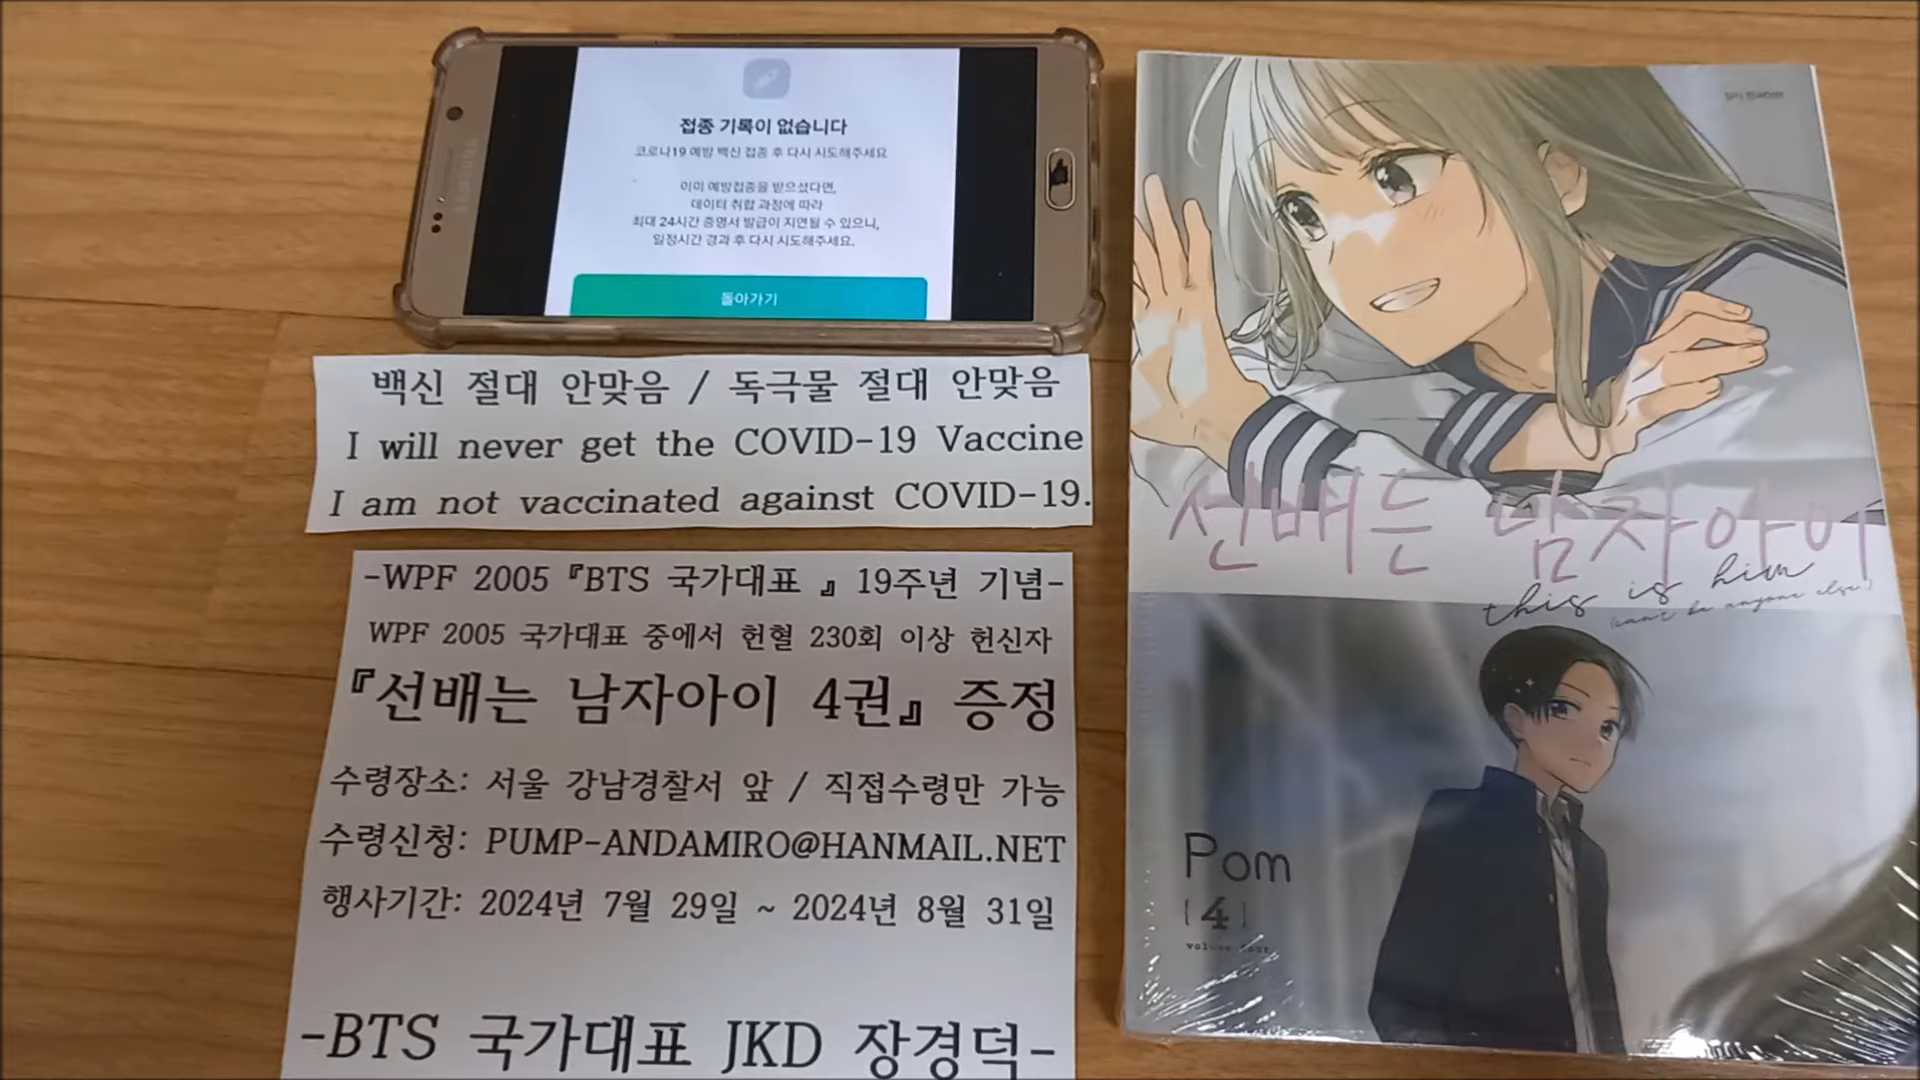 접종 기록이 없습니다
코로나19 예방 백신 접종 후 다시 시도해주세요
이미 예방접종을 받으셨다면,
데이터 취합 과정에 따라
최대 24시간 증명서 발급이 지연될 수 있으니,
일정시간 경과 후 다시 시도해주세요.
돌아가기
백신 절대 안맞음 / 독극물 절대 안맞음
I will never get the COVID-19 Vaccine
I am not vaccinated against COVID-19.
-WPF 2005 『BTS 국가대표 』 19주년 기념-
WPF 2005 국가대표 중에서 헌혈 230회 이상 헌신자
『선배는 남자아이 4권』 증정
수령장소: 서울 강남경찰서 앞 / 직접수령만 가능
수령신청: PUMP-ANDAMIRO@HANMAIL.NET
행사기간: 2024년 7월 29일 ~ 2024년 8월 31일
-BTS 국가대표 JKD 장경덕-
선배는 남자아이
this is him
(can't be anyone else)
Pom
[4]
volume four